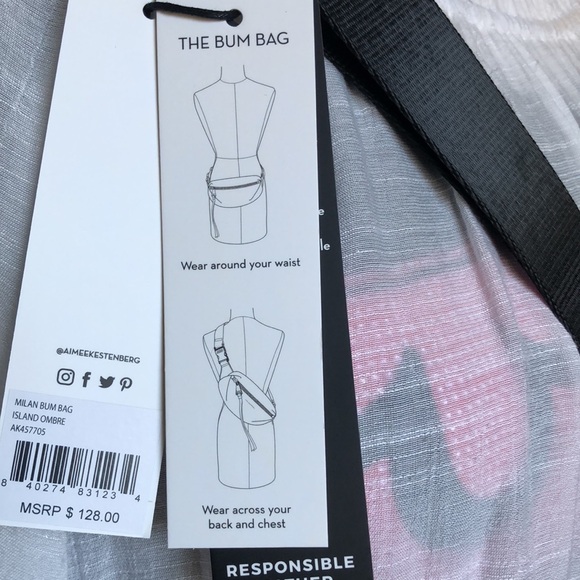 THE BUM BAG
Wear around your waist
Wear across your
back and chest
@AIMEEKESTENBERG
MILAN BUM BAG
ISLAND OMBRE
AK457705
8 40274 83123 4
MSRP $ 128.00
RESPONSIBLE